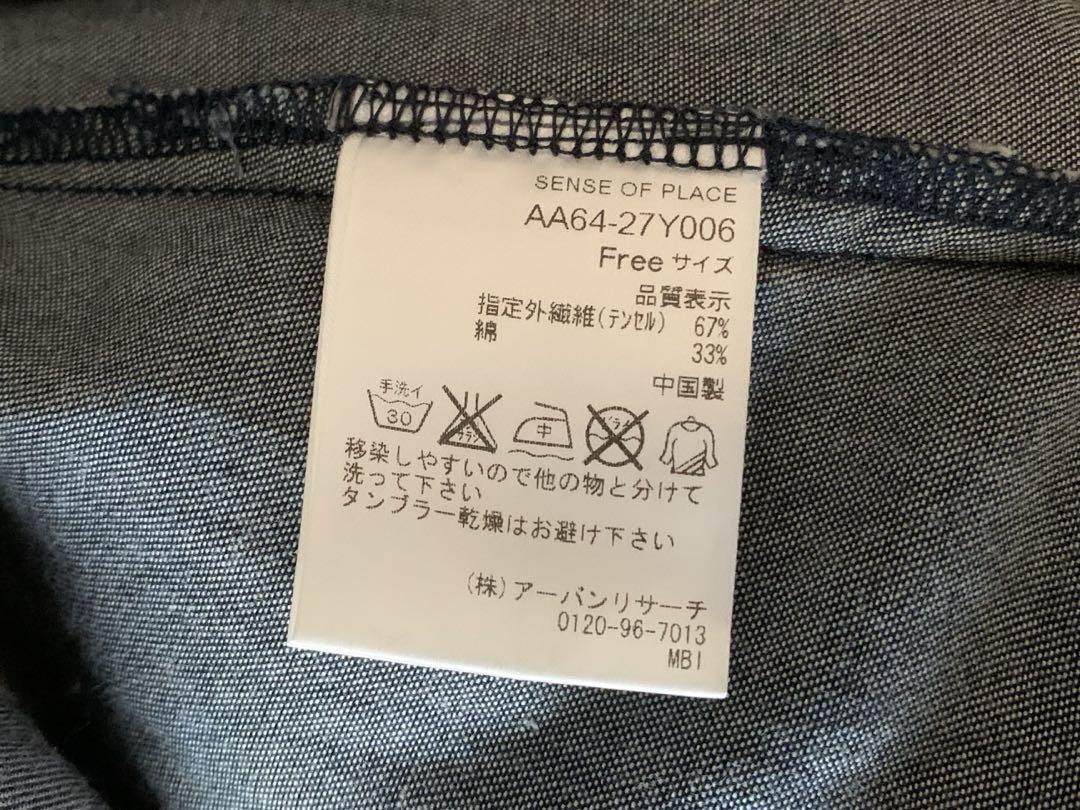 SENSE OF PLACE
AA64-27Y006
Free サイズ
品質表示
指定外繊維(テンセル) 67%
綿 33%
中国製
手洗イ
30
中
移染しやすいので他の物と分けて
洗って下さい
タンブラー乾燥はお避け下さい
(株)アーバンリサーチ
0120-96-7013
MBI